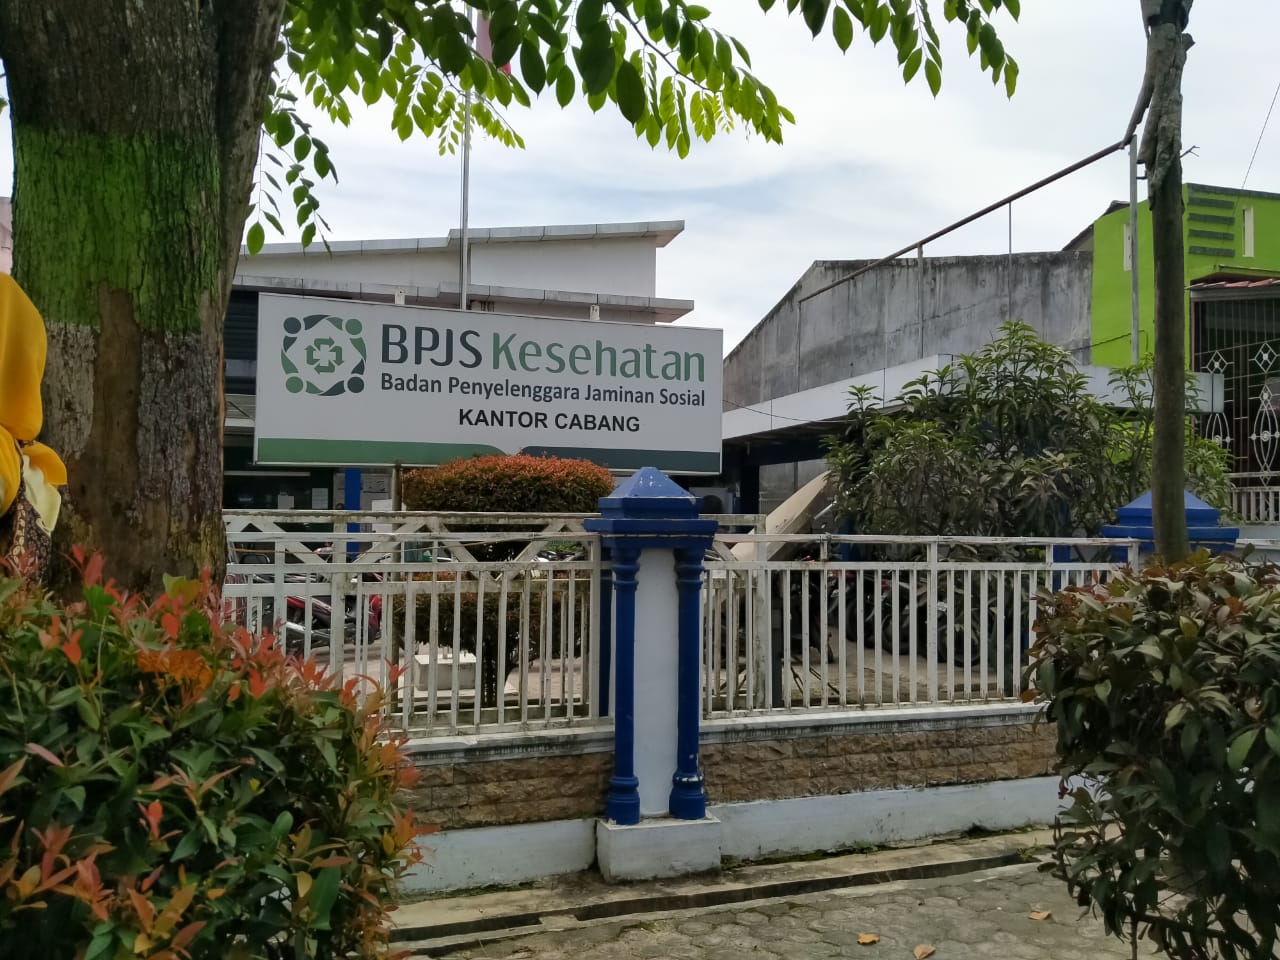 BPJS Kesehatan
Badan Penyelenggara Jaminan Sosial
KANTOR CABANG